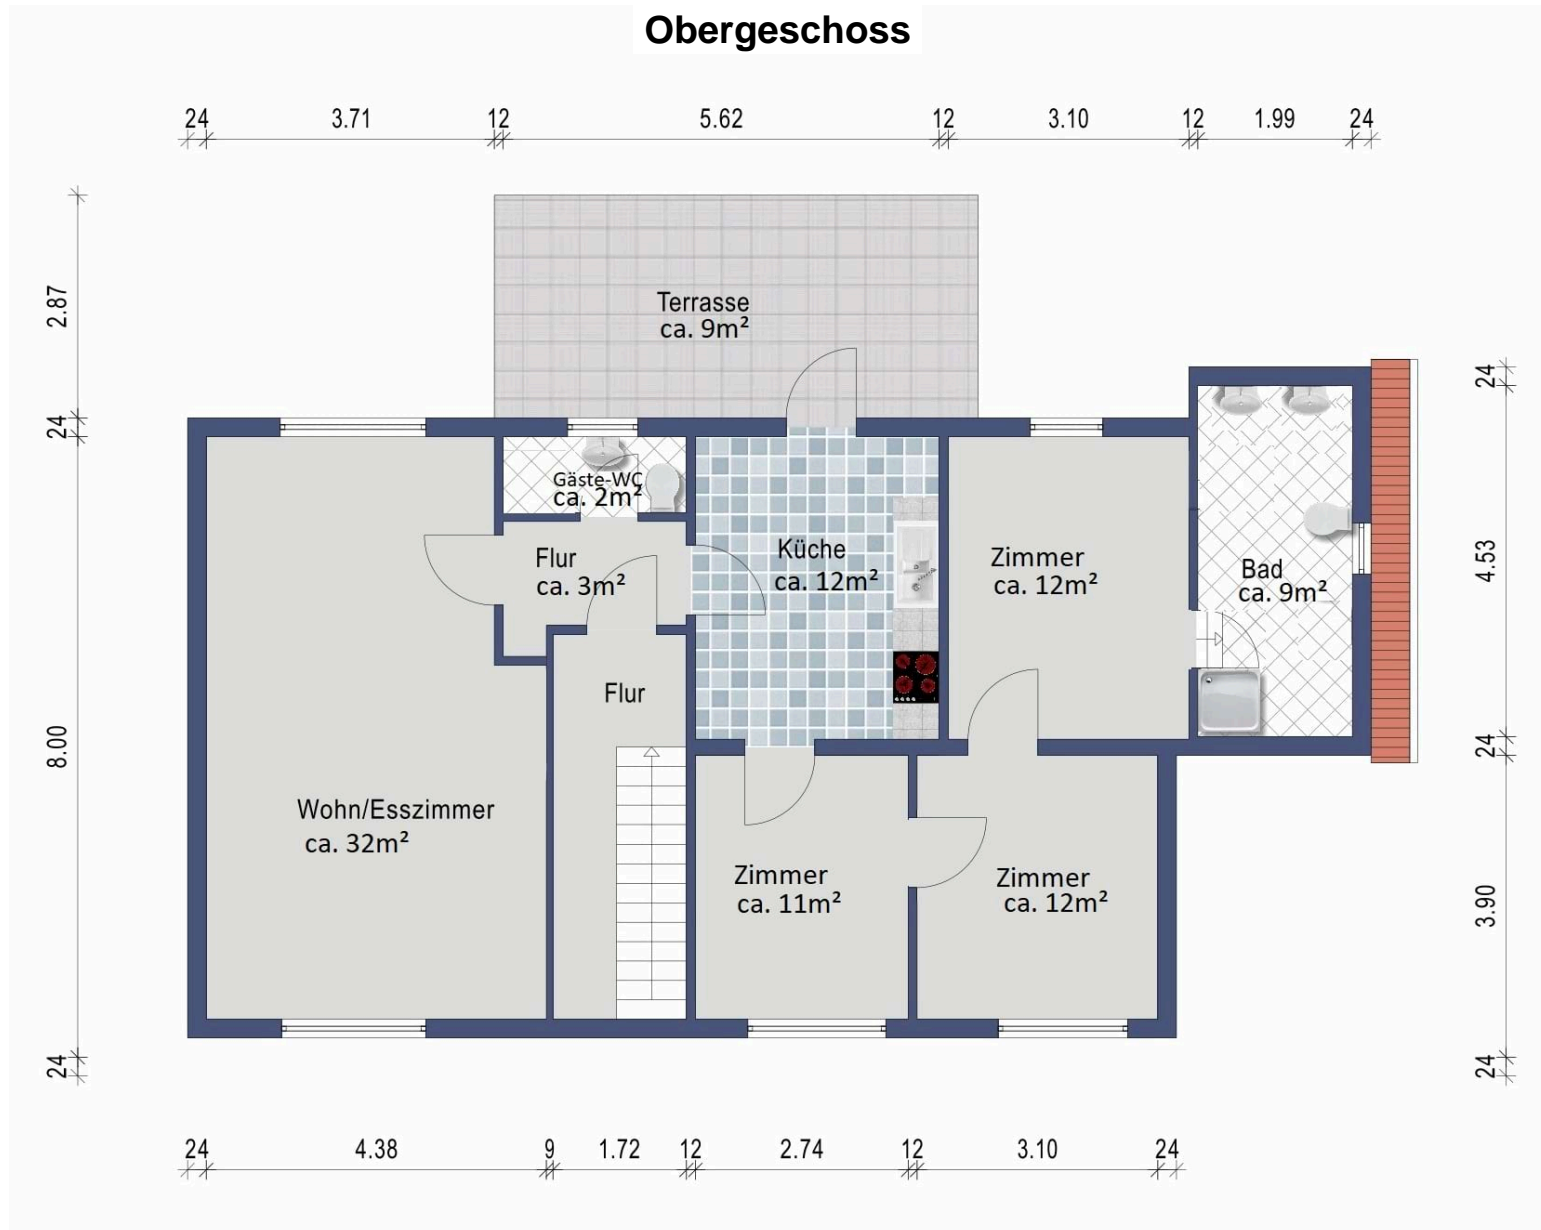 Obergeschoss
24 3.71 12 5.62 12 3.10 12 1.99 24
2.87
24
8.00
24
Terrasse
ca. 9m²
Gäste-WC
ca. 2m²
Flur
ca. 3m²
Küche
ca. 12m²
Zimmer
ca. 12m²
Bad
ca. 9m²
Flur
Wohn/Esszimmer
ca. 32m²
Zimmer
ca. 11m²
Zimmer
ca. 12m²
24
4.53
24
3.90
24
24 4.38 9 1.72 12 2.74 12 3.10 24